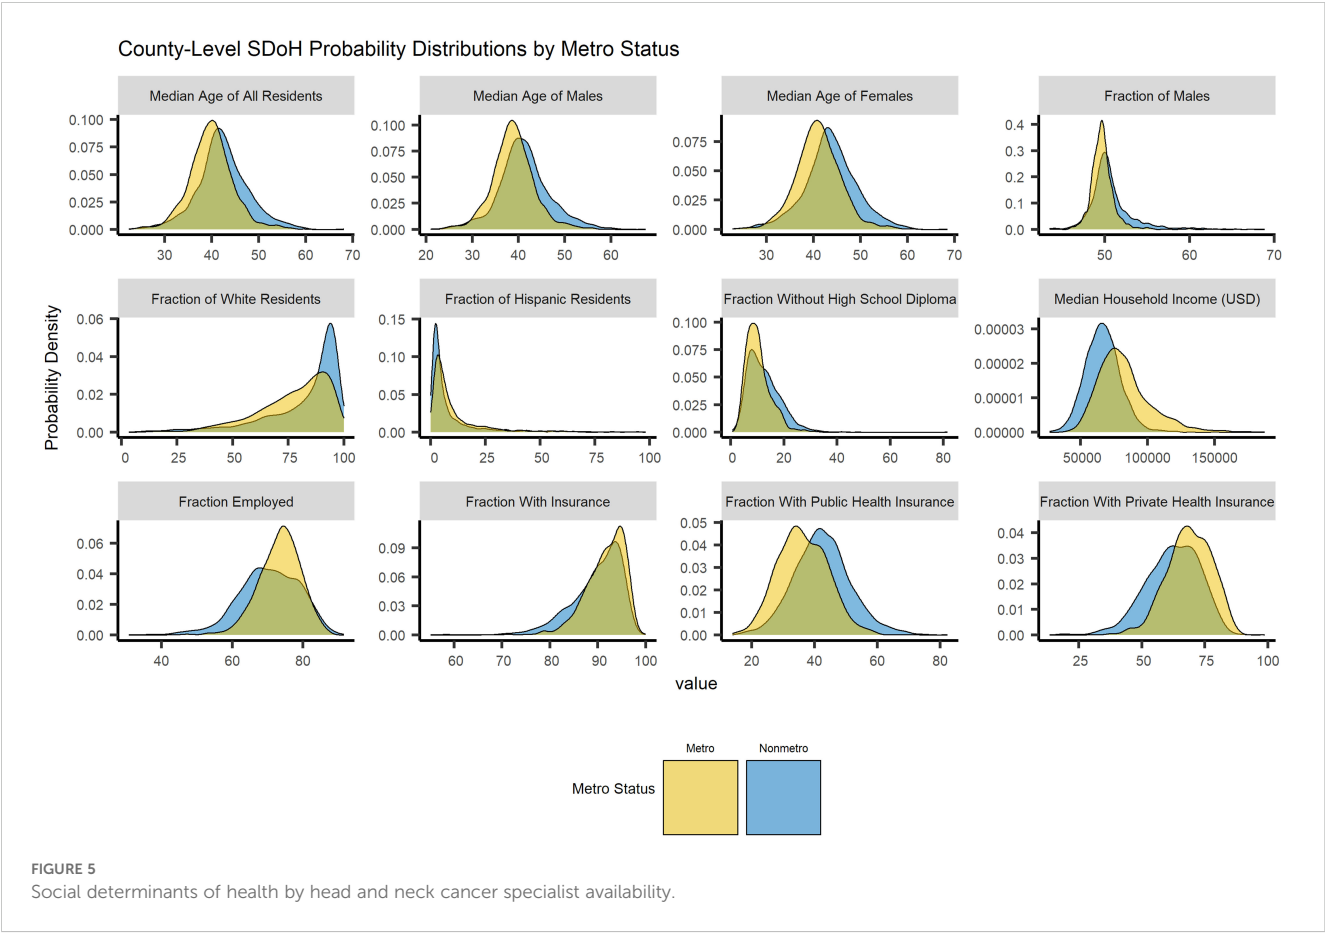 County-Level SDoH Probability Distributions by Metro Status
Median Age of All Residents
Median Age of Males
Median Age of Females
Fraction of Males
0.100
0.075
0.050
0.025
0.000
30 40 50 60 70
0.100
0.075
0.050
0.025
0.000
20 30 40 50 60
0.075
0.050
0.025
0.000
30 40 50 60 70
0.4
0.3
0.2
0.1
0.0
50 60 70
Probability Density
Fraction of White Residents
Fraction of Hispanic Residents
Fraction Without High School Diploma
Median Household Income (USD)
0.06
0.04
0.02
0.00
0 25 50 75 100
0.15
0.10
0.05
0.00
0 25 50 75 100
0.100
0.075
0.050
0.025
0.000
0 20 40 60 80
0.00003
0.00002
0.00001
0.00000
50000 100000 150000
Fraction Employed
Fraction With Insurance
Fraction With Public Health Insurance
Fraction With Private Health Insurance
0.06
0.04
0.02
0.00
40 60 80
0.09
0.06
0.03
0.00
60 70 80 90 100
0.05
0.04
0.03
0.02
0.01
0.00
20 40 60 80
0.04
0.03
0.02
0.01
0.00
25 50 75 100
value
Metro Nonmetro
Metro Status
FIGURE 5
Social determinants of health by head and neck cancer specialist availability.